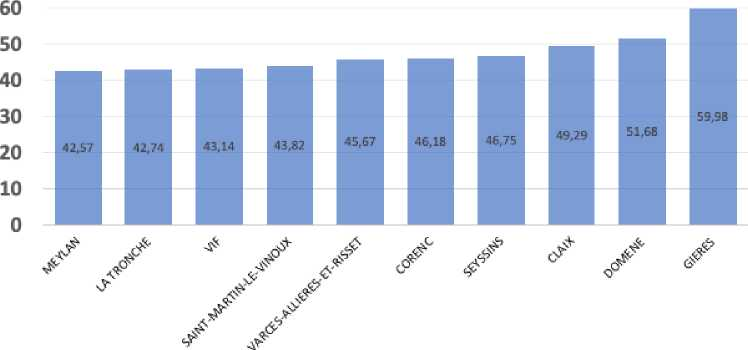 60
50
40
30
20
10
0
42,57
42,74
43,14
43,82
45,67
46,18
46,75
49,29
51,68
59,98
MEYLAN
LA TRONCHE
VIF
SAINT-MARTIN-LE-VINOUX
VARCES-ALLIERES-ET-RISSET
CORENC
SEYSSINS
CLAIX
DOMENE
GIERES